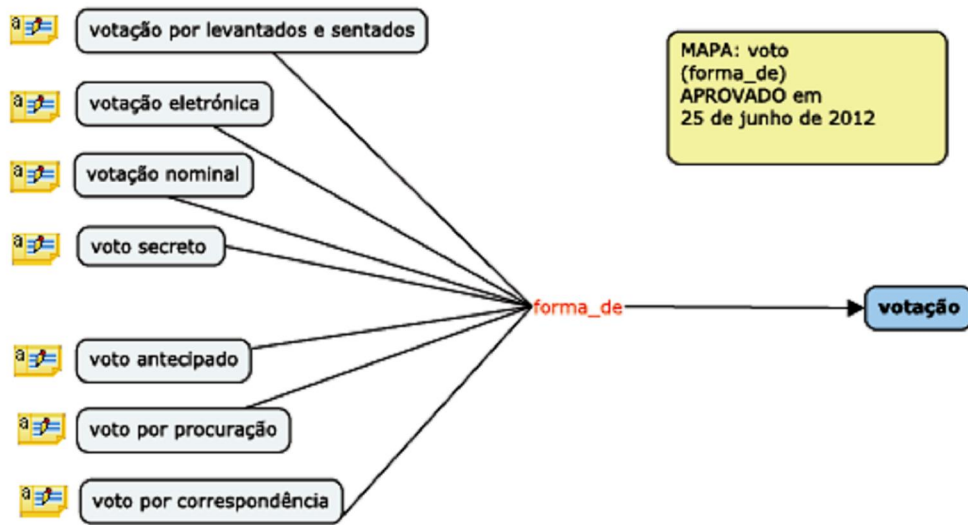 votação por levantados e sentados
MAPA: voto
(forma_de)
APROVADO em
25 de junho de 2012
votação eletrónica
votação nominal
voto secreto
forma_de
votação
voto antecipado
voto por procuração
voto por correspondência
a
a
a
a
a
a
a